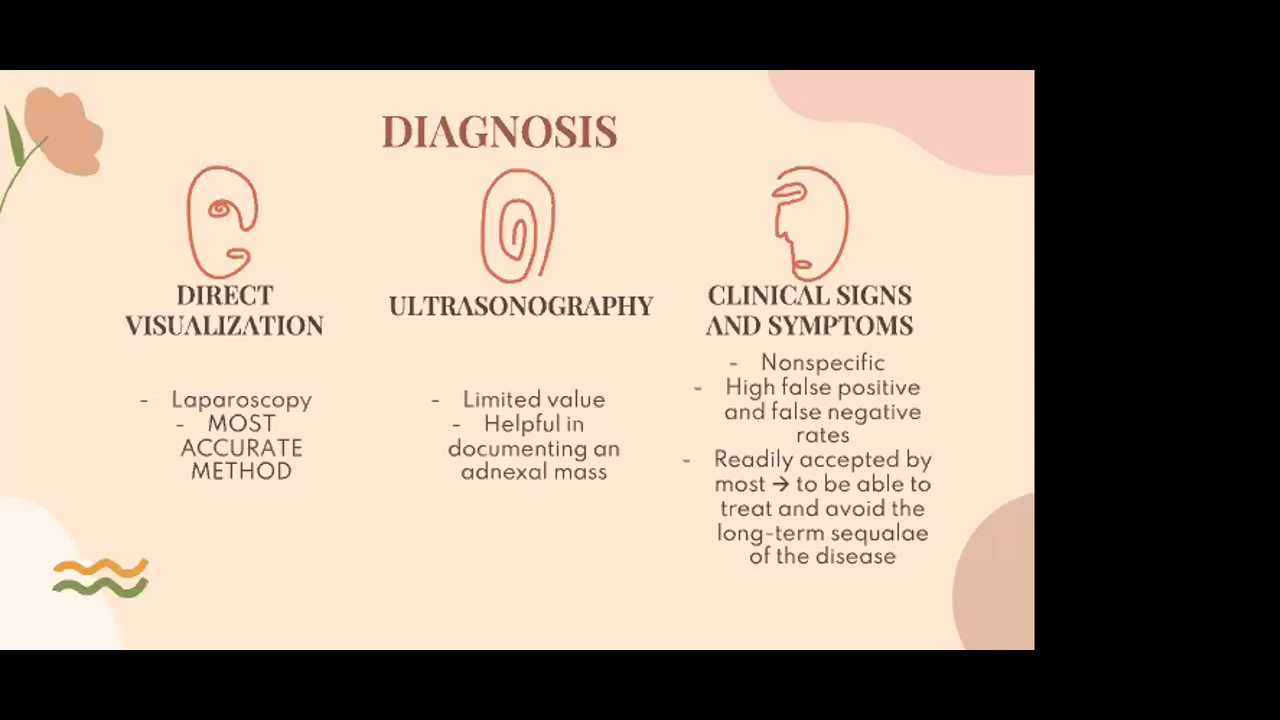 DIAGNOSIS
DIRECT
VISUALIZATION
- Laparoscopy
- MOST
ACCURATE
METHOD
ULTRASONOGRAPHY
- Limited value
- Helpful in
documenting an
adnexal mass
CLINICAL SIGNS
AND SYMPTOMS
- Nonspecific
- High false positive
and false negative
rates
- Readily accepted by
most → to be able to
treat and avoid the
long-term sequalae
of the disease